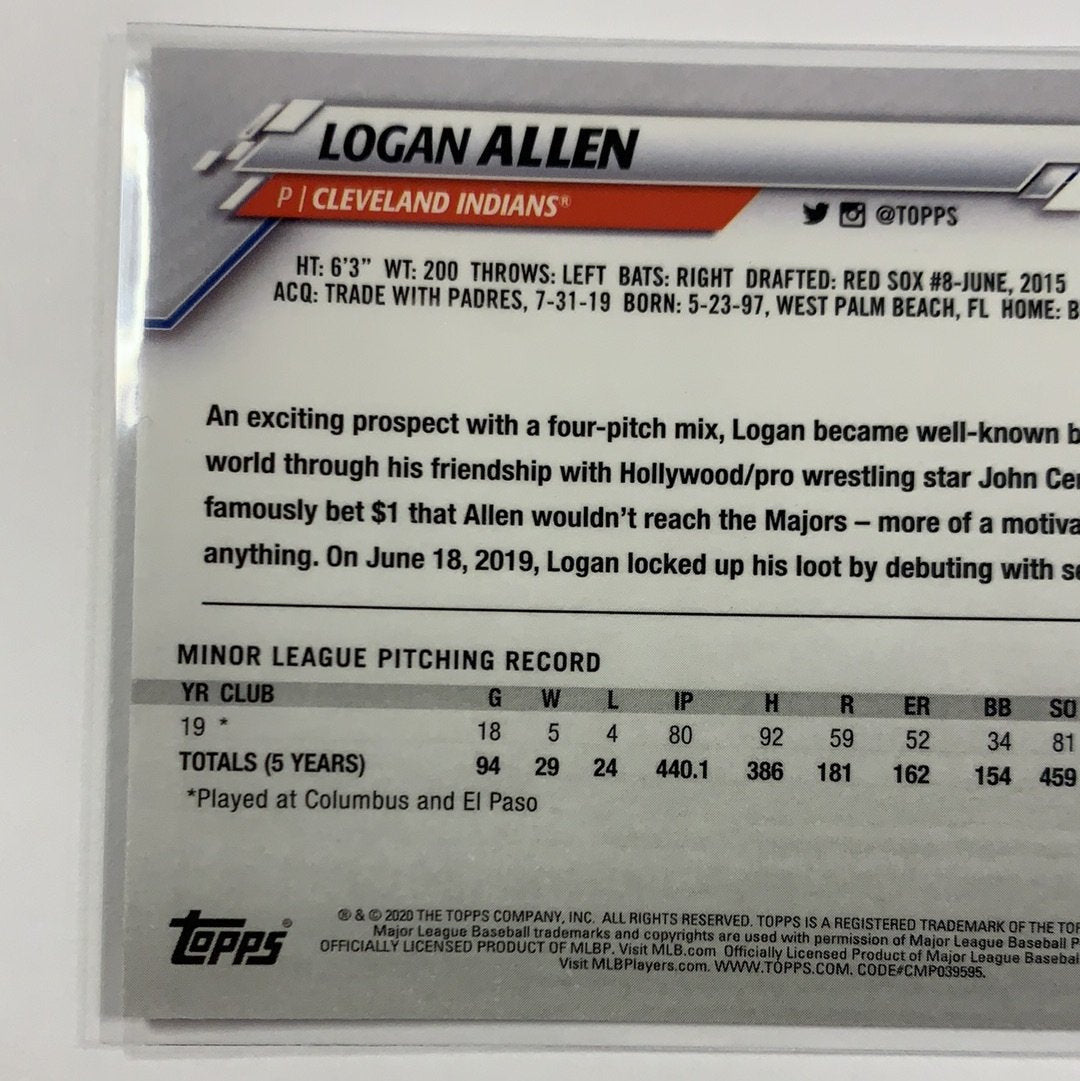 LOGAN ALLEN
P | CLEVELAND INDIANS®
@TOPPS
HT: 6'3" WT: 200 THROWS: LEFT BATS: RIGHT DRAFTED: RED SOX #8-JUNE, 2015
ACQ: TRADE WITH PADRES, 7-31-19 BORN: 5-23-97, WEST PALM BEACH, FL HOME: B
An exciting prospect with a four-pitch mix, Logan became well-known b
world through his friendship with Hollywood/pro wrestling star John Cen
famously bet $1 that Allen wouldn't reach the Majors – more of a motiva
anything. On June 18, 2019, Logan locked up his loot by debuting with se
MINOR LEAGUE PITCHING RECORD
YR CLUB G W L IP H R ER BB SO
19 * 18 5 4 80 92 59 52 34 81
TOTALS (5 YEARS) 94 29 24 440.1 386 181 162 154 459
*Played at Columbus and El Paso
topps®
® & © 2020 THE TOPPS COMPANY, INC. ALL RIGHTS RESERVED. TOPPS IS A REGISTERED TRADEMARK OF THE TOP
Major League Baseball trademarks and copyrights are used with permission of Major League Baseball P
OFFICIALLY LICENSED PRODUCT OF MLBP. Visit MLB.com Officially Licensed Product of Major League Basebal
Visit MLBPlayers.com. WWW.TOPPS.COM. CODE#CMP039595.